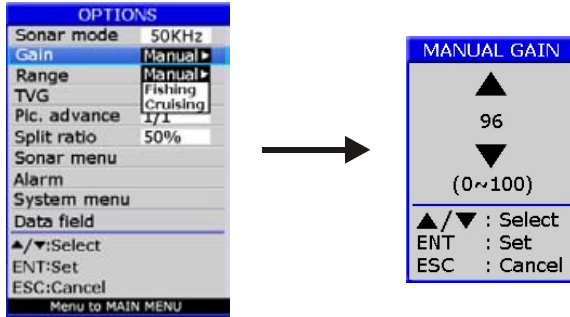 OPTIONS
Sonar mode 50KHz
Gain Manual▶
Range Manual▶
Fishing
TVG Cruising
Pic. advance 1/1
Split ratio 50%
Sonar menu
Alarm
System menu
Data field
▲/▼:Select
ENT:Set
ESC:Cancel
Menu to MAIN MENU
MANUAL GAIN
▲
96
▼
(0~100)
▲/▼ : Select
ENT : Set
ESC : Cancel